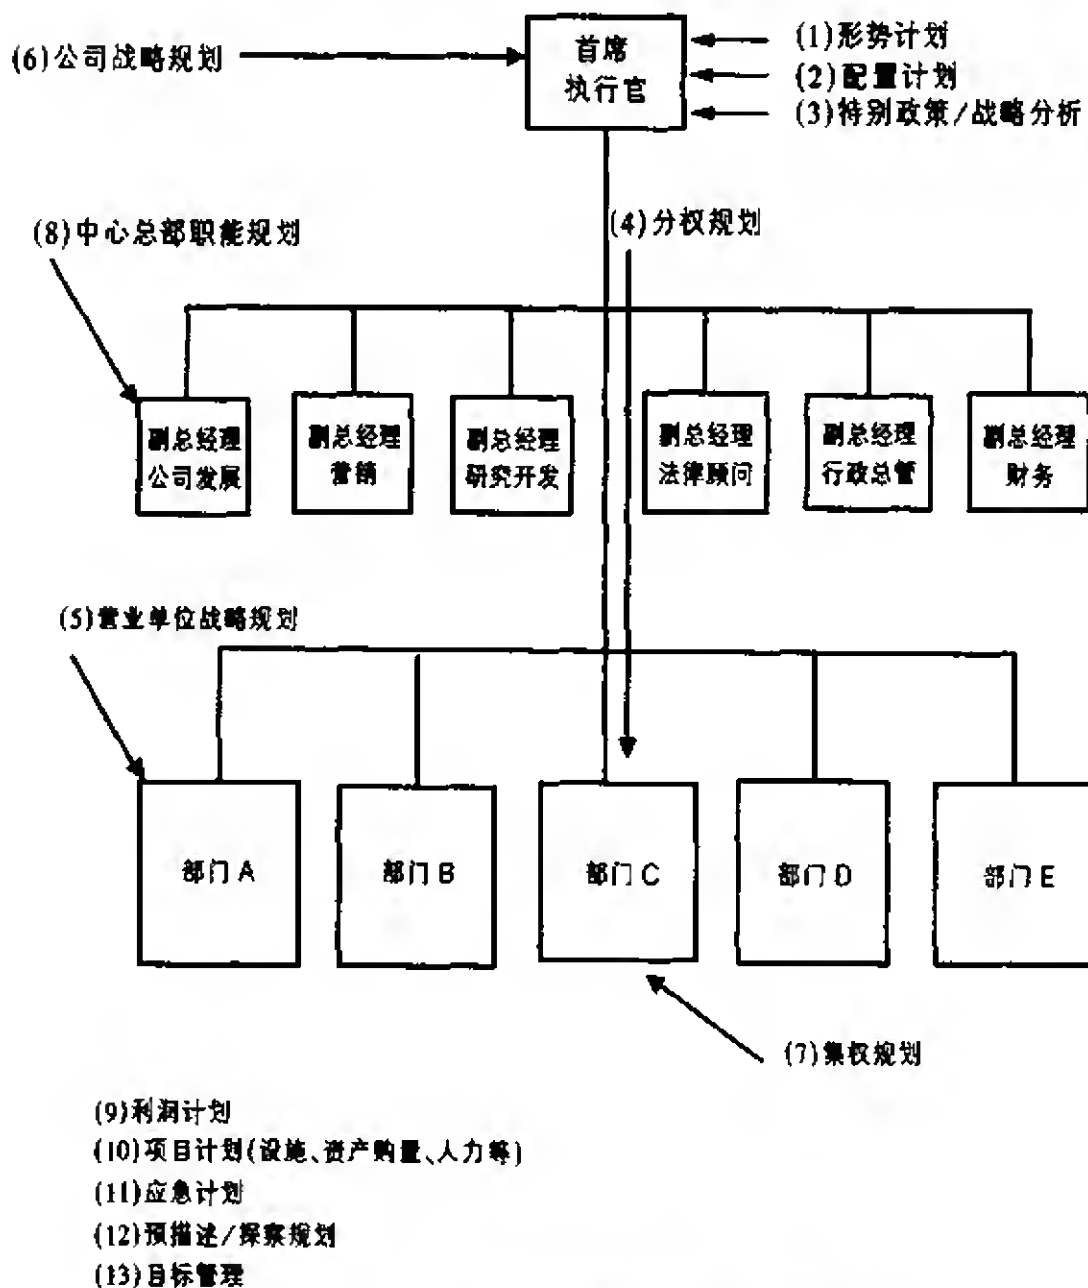 首席
执行官
(1)形势计划
(2)配置计划
(3)特别政策/战略分析
(6)公司战略规划
(4)分权规划
(8)中心总部职能规划
副总经理
公司发展
副总经理
营销
副总经理
研究开发
副总经理
法律顾问
副总经理
行政总管
副总经理
财务
(5)营业单位战略规划
部门A
部门B
部门C
部门D
部门E
(7)集权规划
(9)利润计划
(10)项目计划(设施、资产购量、人力等)
(11)应急计划
(12)预描述/探察规划
(13)目标管理